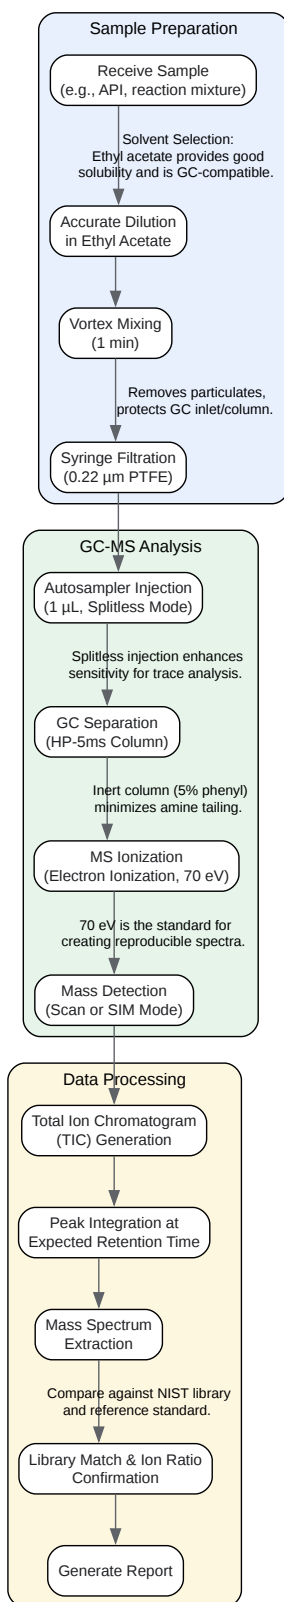 Sample Preparation
Receive Sample
(e.g., API, reaction mixture)
Solvent Selection:
Ethyl acetate provides good
solubility and is GC-compatible.
Accurate Dilution
in Ethyl Acetate
Vortex Mixing
(1 min)
Removes particulates,
protects GC inlet/column.
Syringe Filtration
(0.22 µm PTFE)
GC-MS Analysis
Autosampler Injection
(1 µL, Splitless Mode)
Splitless injection enhances
sensitivity for trace analysis.
GC Separation
(HP-5ms Column)
Inert column (5% phenyl)
minimizes amine tailing.
MS Ionization
(Electron Ionization, 70 eV)
70 eV is the standard for
creating reproducible spectra.
Mass Detection
(Scan or SIM Mode)
Data Processing
Total Ion Chromatogram
(TIC) Generation
Peak Integration at
Expected Retention Time
Mass Spectrum
Extraction
Compare against NIST library
and reference standard.
Library Match & Ion Ratio
Confirmation
Generate Report